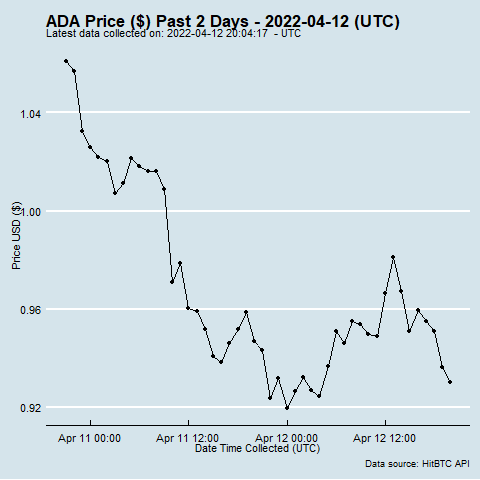 ADA Price ($) Past 2 Days - 2022-04-12 (UTC)
Latest data collected on: 2022-04-12 20:04:17 - UTC
1.04
1.00
0.96
0.92
Price USD ($)
Apr 11 00:00
Apr 11 12:00
Apr 12 00:00
Apr 12 12:00
Date Time Collected (UTC)
Data source: HitBTC API